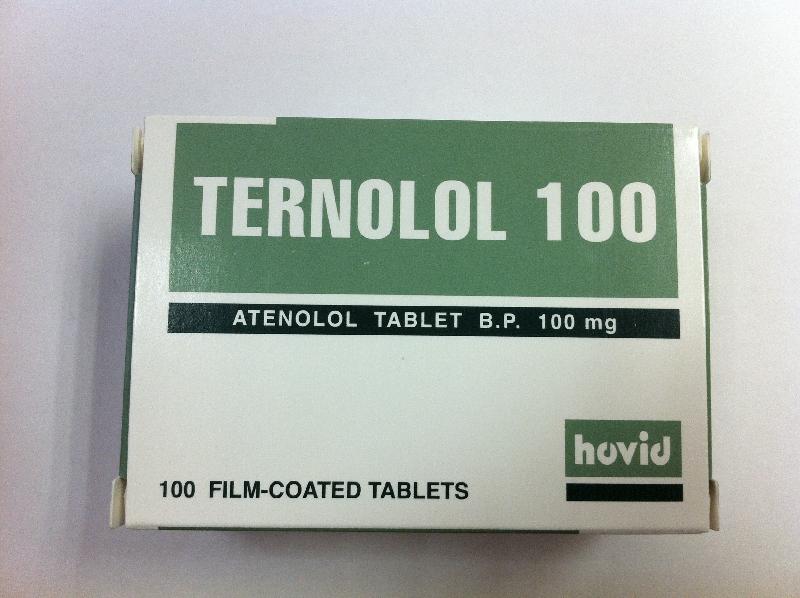 TERNOLOL 100
ATENOLOL TABLET B.P. 100 mg
hovid
100 FILM-COATED TABLETS